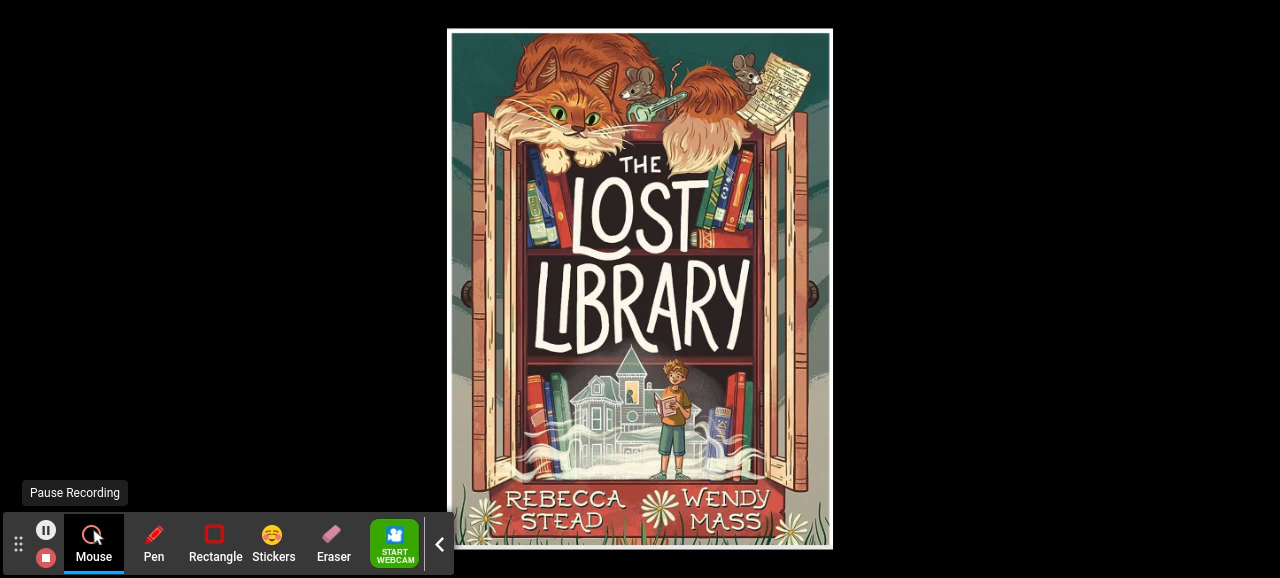 THE
LOST
LIBRARY
REBECCA WENDY
STEAD MASS
Pause Recording
Mouse Pen Rectangle Stickers Eraser START
WEBCAM